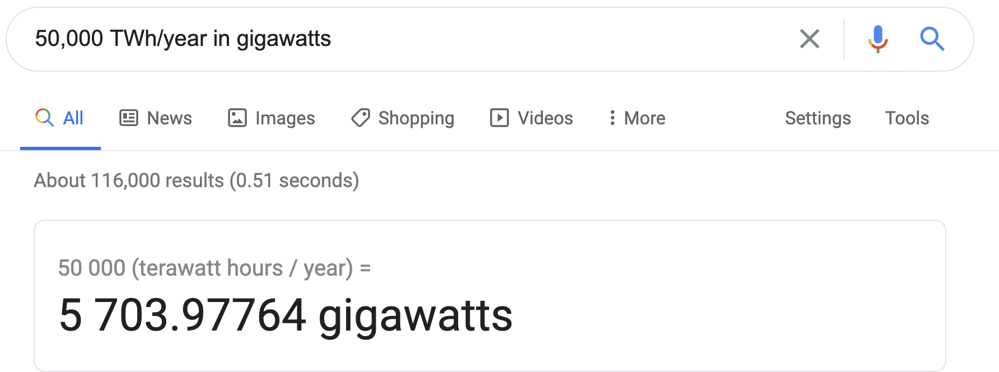 50,000 TWh/year in gigawatts
All News Images Shopping Videos More Settings Tools
About 116,000 results (0.51 seconds)
50 000 (terawatt hours / year) =
5 703.97764 gigawatts